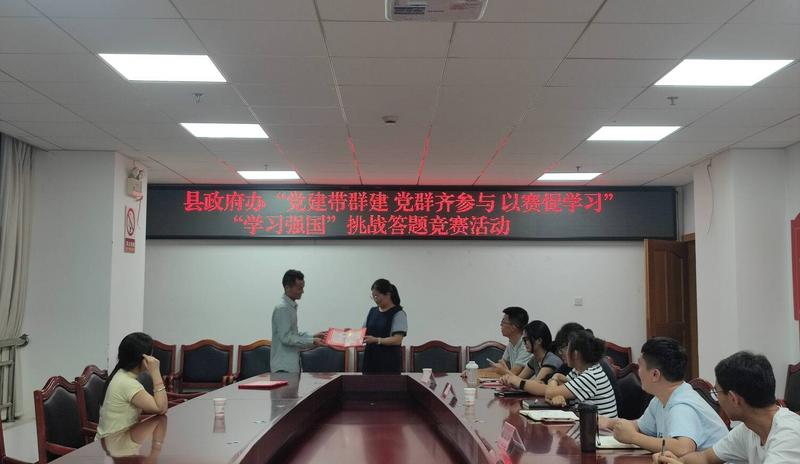 县政府办“党建带群建 党群齐参与 以赛促学习”
“学习强国”挑战答题竞赛活动